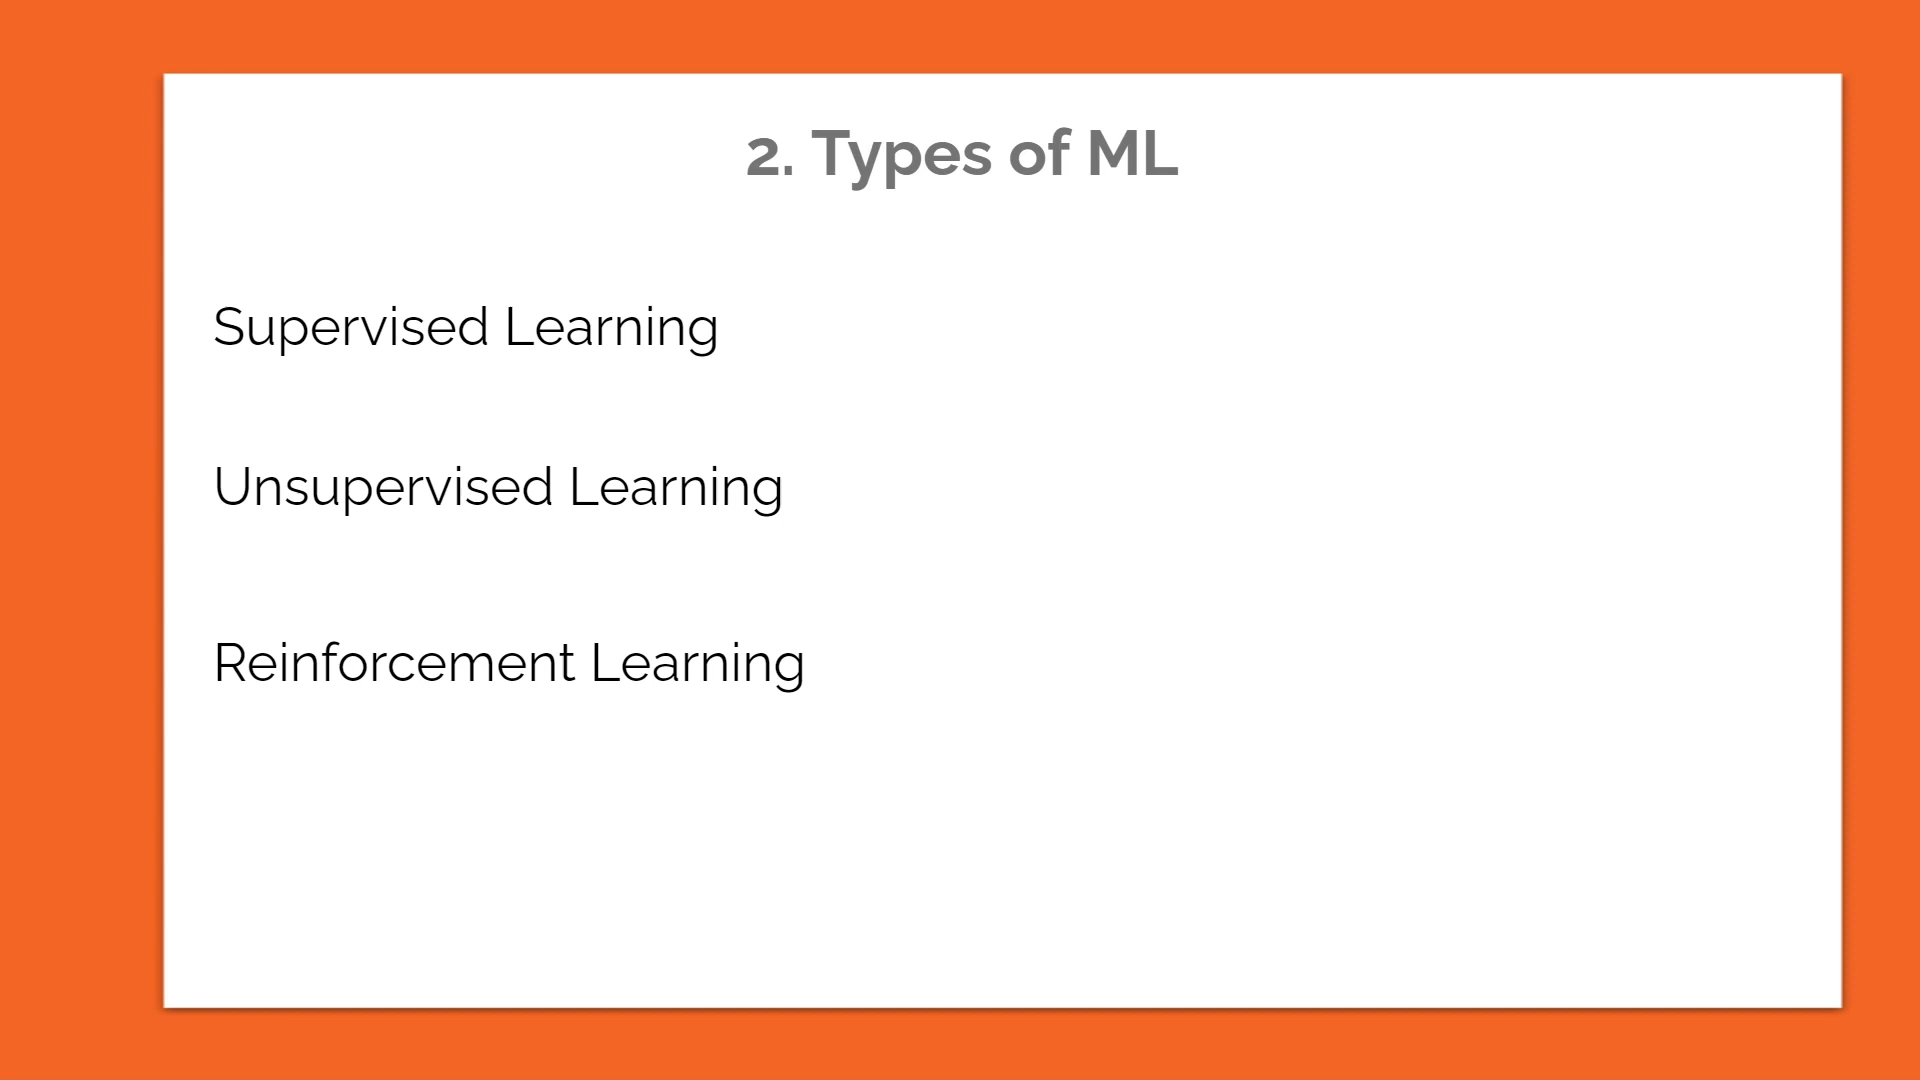 2. Types of ML
Supervised Learning
Unsupervised Learning
Reinforcement Learning